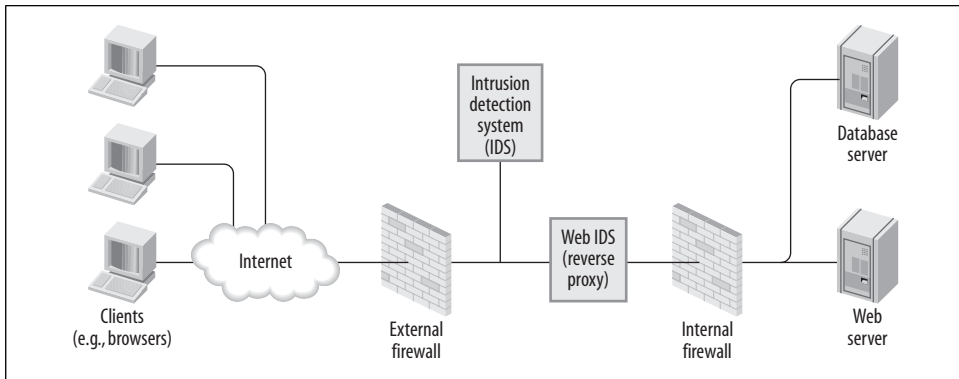 Intrusion
detection
system
(IDS)
Database
server
Internet
Web IDS
(reverse
proxy)
Clients
(e.g., browsers)
External
firewall
Internal
firewall
Web
server